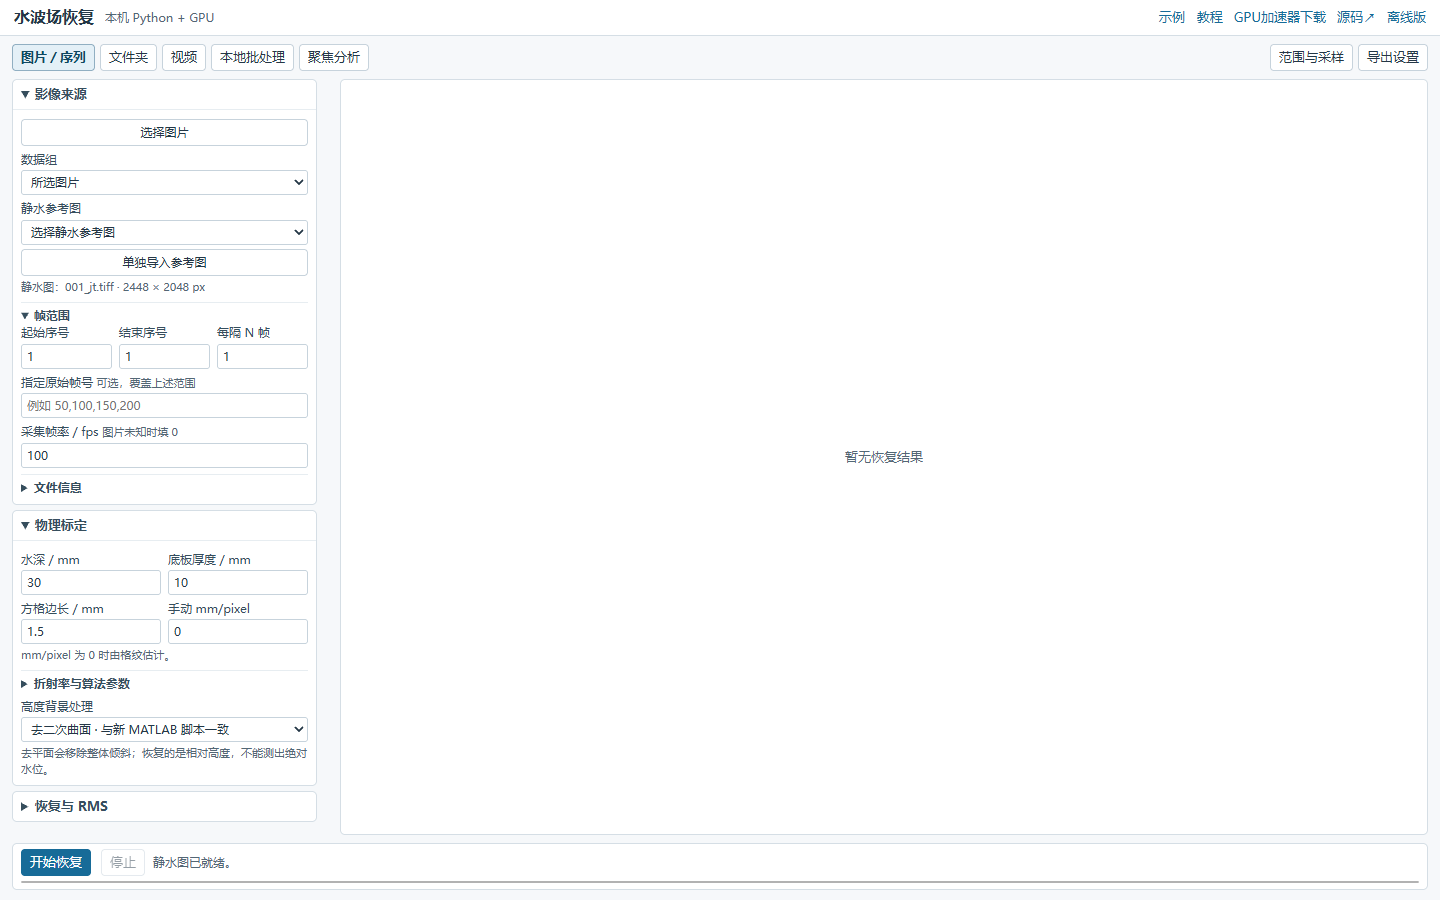 水波场恢复 本机 Python + GPU
示例 教程 GPU加速器下载 源码↗ 离线版
图片 / 序列 文件夹 视频 本地批处理 聚焦分析
范围与采样 导出设置
▼ 影像来源
选择图片
数据组
所选图片
静水参考图
选择静水参考图
单独导入参考图
静水图：001_jt.tiff · 2448 × 2048 px
▼ 帧范围
起始序号 结束序号 每隔 N 帧
1 1 1
指定原始帧号 可选，覆盖上述范围
例如 50,100,150,200
采集帧率 / fps 图片未知时填 0
100
▶ 文件信息
▼ 物理标定
水深 / mm 底板厚度 / mm
30 10
方格边长 / mm 手动 mm/pixel
1.5 0
mm/pixel 为 0 时由格纹估计。
▶ 折射率与算法参数
高度背景处理
去二次曲面 · 与新 MATLAB 脚本一致
去平面会移除整体倾斜；恢复的是相对高度，不能测出绝对
水位。
▶ 恢复与 RMS
暂无恢复结果
开始恢复 停止 静水图已就绪。